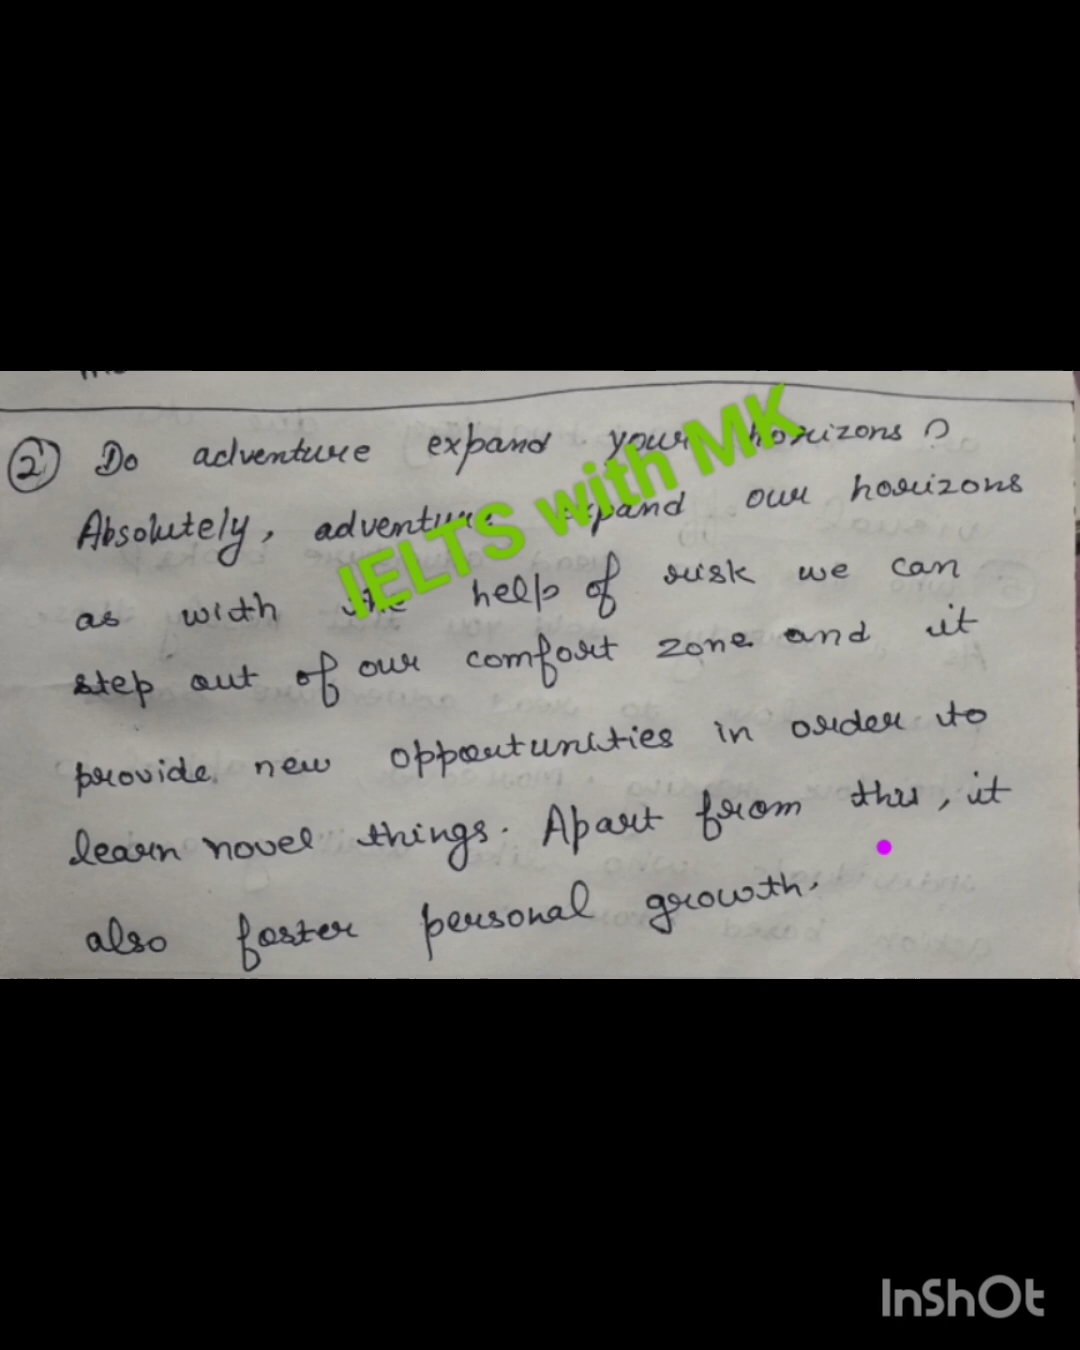 ② Do adventure expand your horizons?
Absolutely, adventure expand our horizons
as with the help of risk we can
step out of our comfort zone and it
provide new opportunities in order to
learn novel things. Apart from this, it
also foster personal growth.
IELTS with MK
InShOt